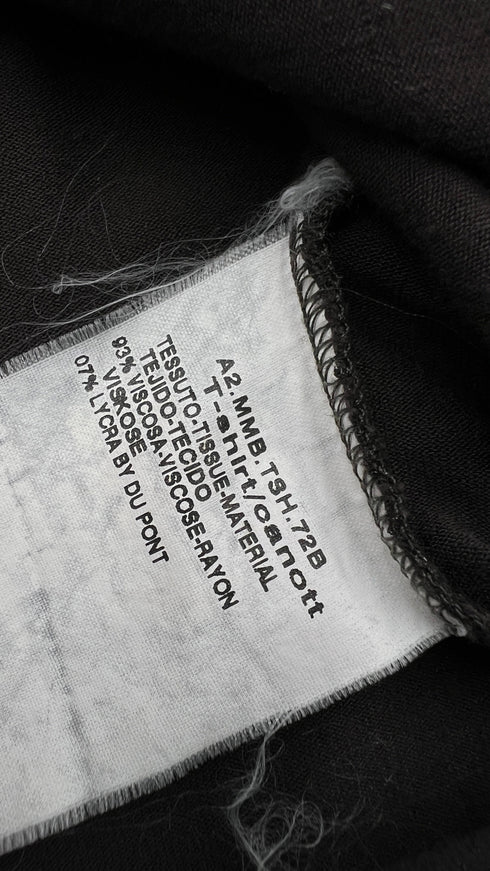 A2.MMB.TSH.72B
T-shirt/canott
TESSUTO-TISSUE-MATERIAL
TEJIDO-TECIDO
93% VISCOSA-VISCOSE-RAYON
VISKOSE
07% LYCRA BY DU PONT